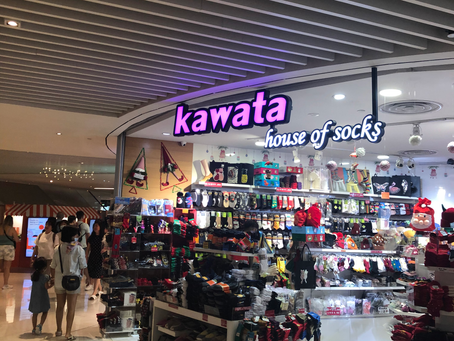 kawata
house of socks